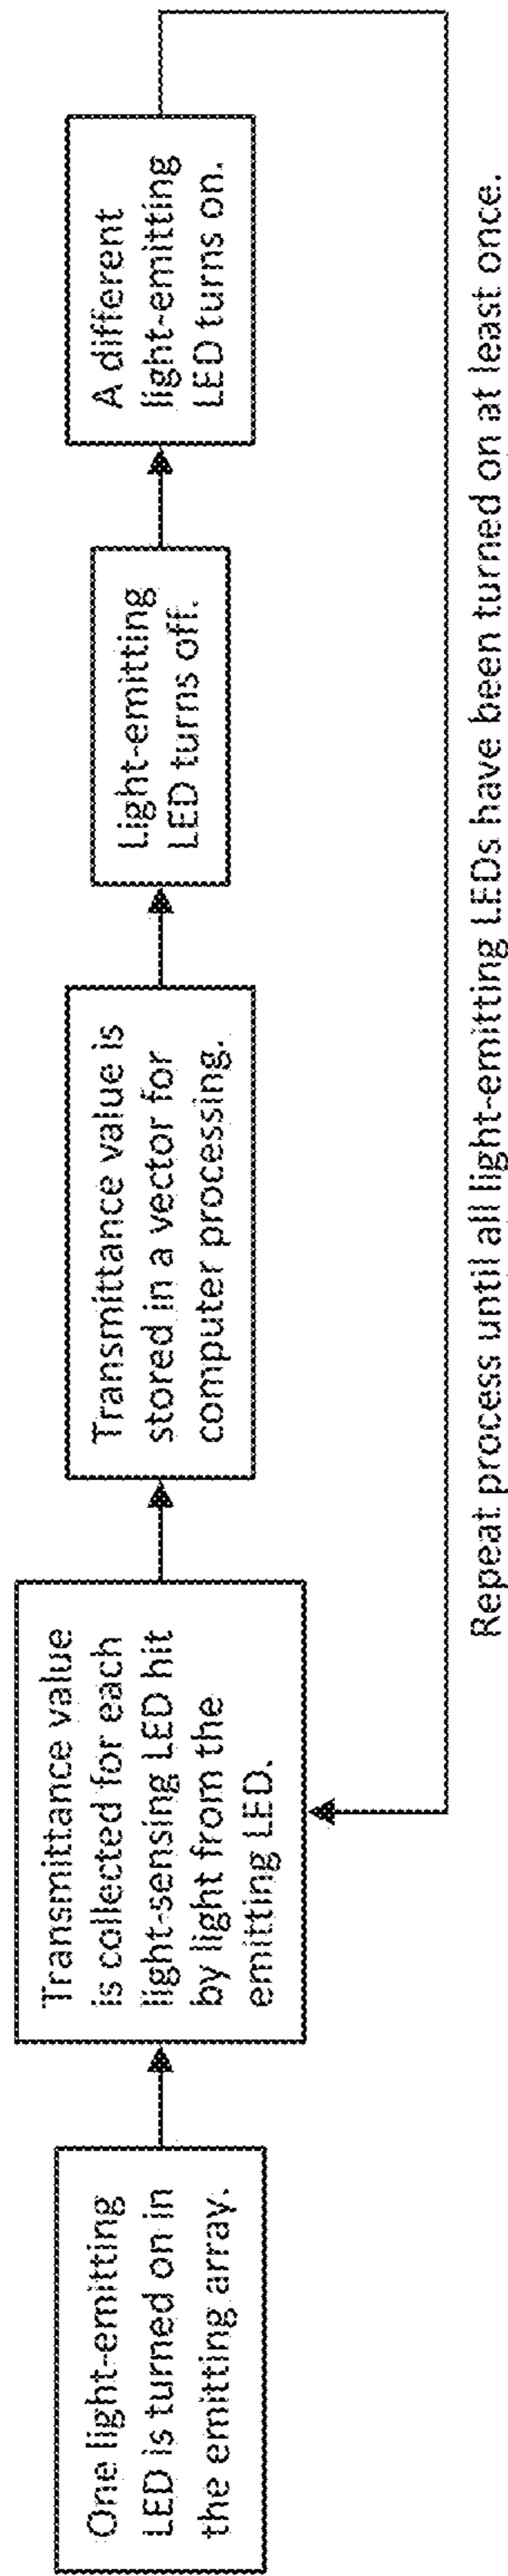 One light-emitting
LED is turned on in
the emitting array.
Transmittance value
is collected for each
light-sensing LED hit
by light from the
emitting LED.
Transmittance value is
stored in a vector for
computer processing.
Light-emitting
LED turns off.
A different
light-emitting
LED turns on.
Repeat process until all light-emitting LEDs have been turned on at least once.